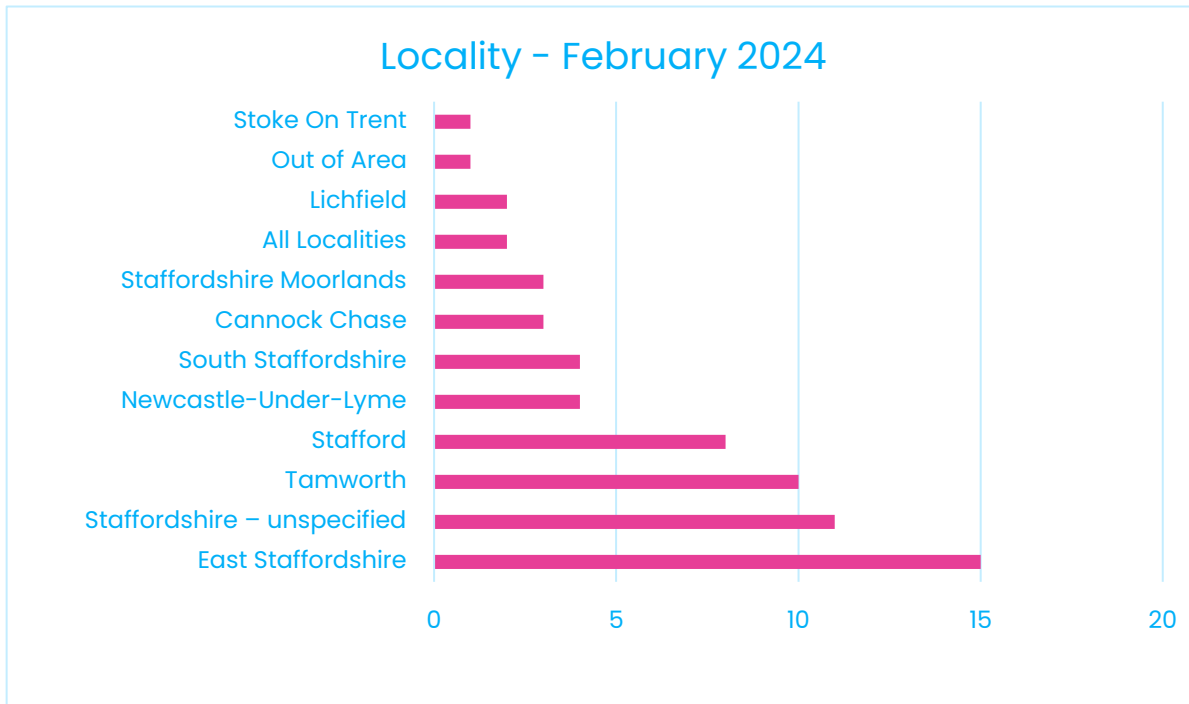 Locality - February 2024
Stoke On Trent
Out of Area
Lichfield
All Localities
Staffordshire Moorlands
Cannock Chase
South Staffordshire
Newcastle-Under-Lyme
Stafford
Tamworth
Staffordshire – unspecified
East Staffordshire
0 5 10 15 20